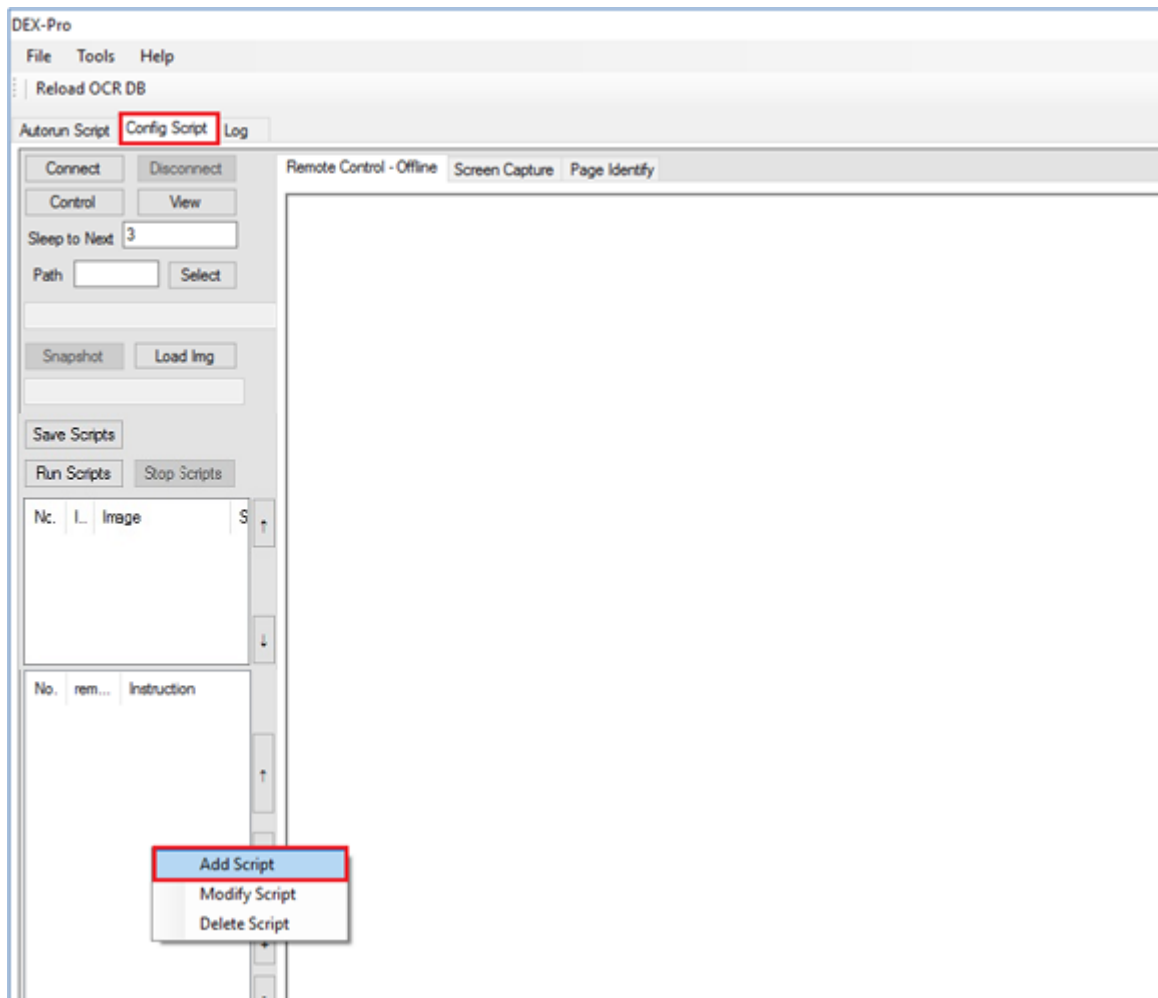 DEX-Pro
File Tools Help
Reload OCR DB
Autorun Script Config Script Log
Connect Disconnect Remote Control - Offline Screen Capture Page Identify
Control View
Sleep to Next 3
Path Select
Snapshot Load Img
Save Scripts
Run Scripts Stop Scripts
No. I... Image S
↑
↓
No. rem... Instruction
↑
Add Script
Modify Script
Delete Script